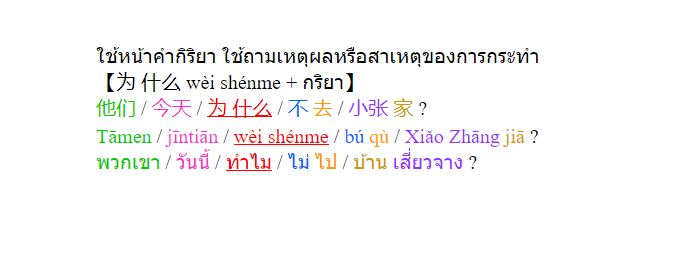 ใช้หน้าคำกิริยา ใช้ถามเหตุผลหรือสาเหตุของการกระทำ
【为 什么 wèi shénme + กริยา】
他们 / 今天 / 为 什么 / 不 去 / 小张 家 ?
Tāmen / jīntiān / wèi shénme / bú qù / Xiǎo Zhāng jiā ?
พวกเขา / วันนี้ / ทำไม / ไม่ ไป / บ้าน เสี่ยวจาง ?